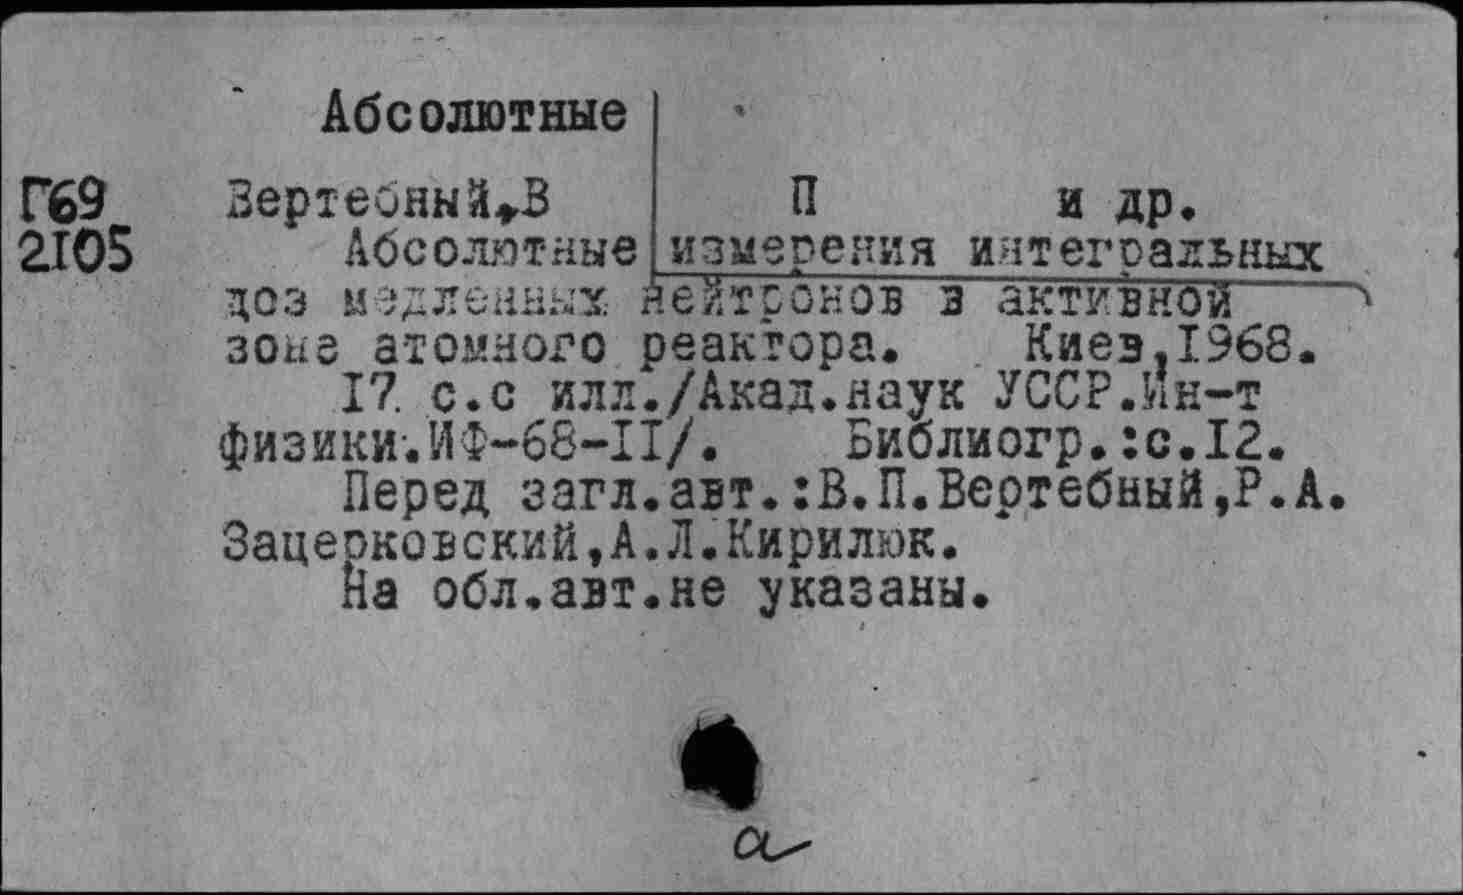 Абсолютные
Г69 Вертебный,В П и др.
2105 Абсолютные измерения интегральных
доз медленных нейтронов в активной
зоне атомного реактора. Киев,1968.
17 с.с илл./Акад.наук УССР.Ин-т
физики.ИФ-68-11/. Библиогр.:с.12.
Перед загл.авт.:В.П.Вертебный,Р.А.
Зацерковский,А.Л.Кирилюк.
На обл.авт.не указаны.